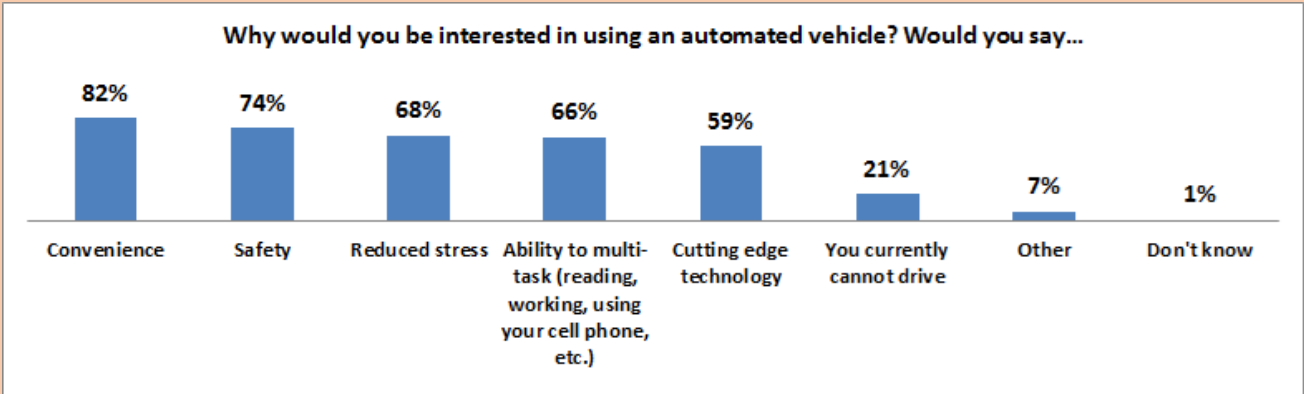 Why would you be interested in using an automated vehicle? Would you say...
82%
74%
68%
66%
59%
21%
7%
1%
Convenience
Safety
Reduced stress
Ability to multi-
task (reading,
working, using
your cell phone,
etc.)
Cutting edge
technology
You currently
cannot drive
Other
Don't know